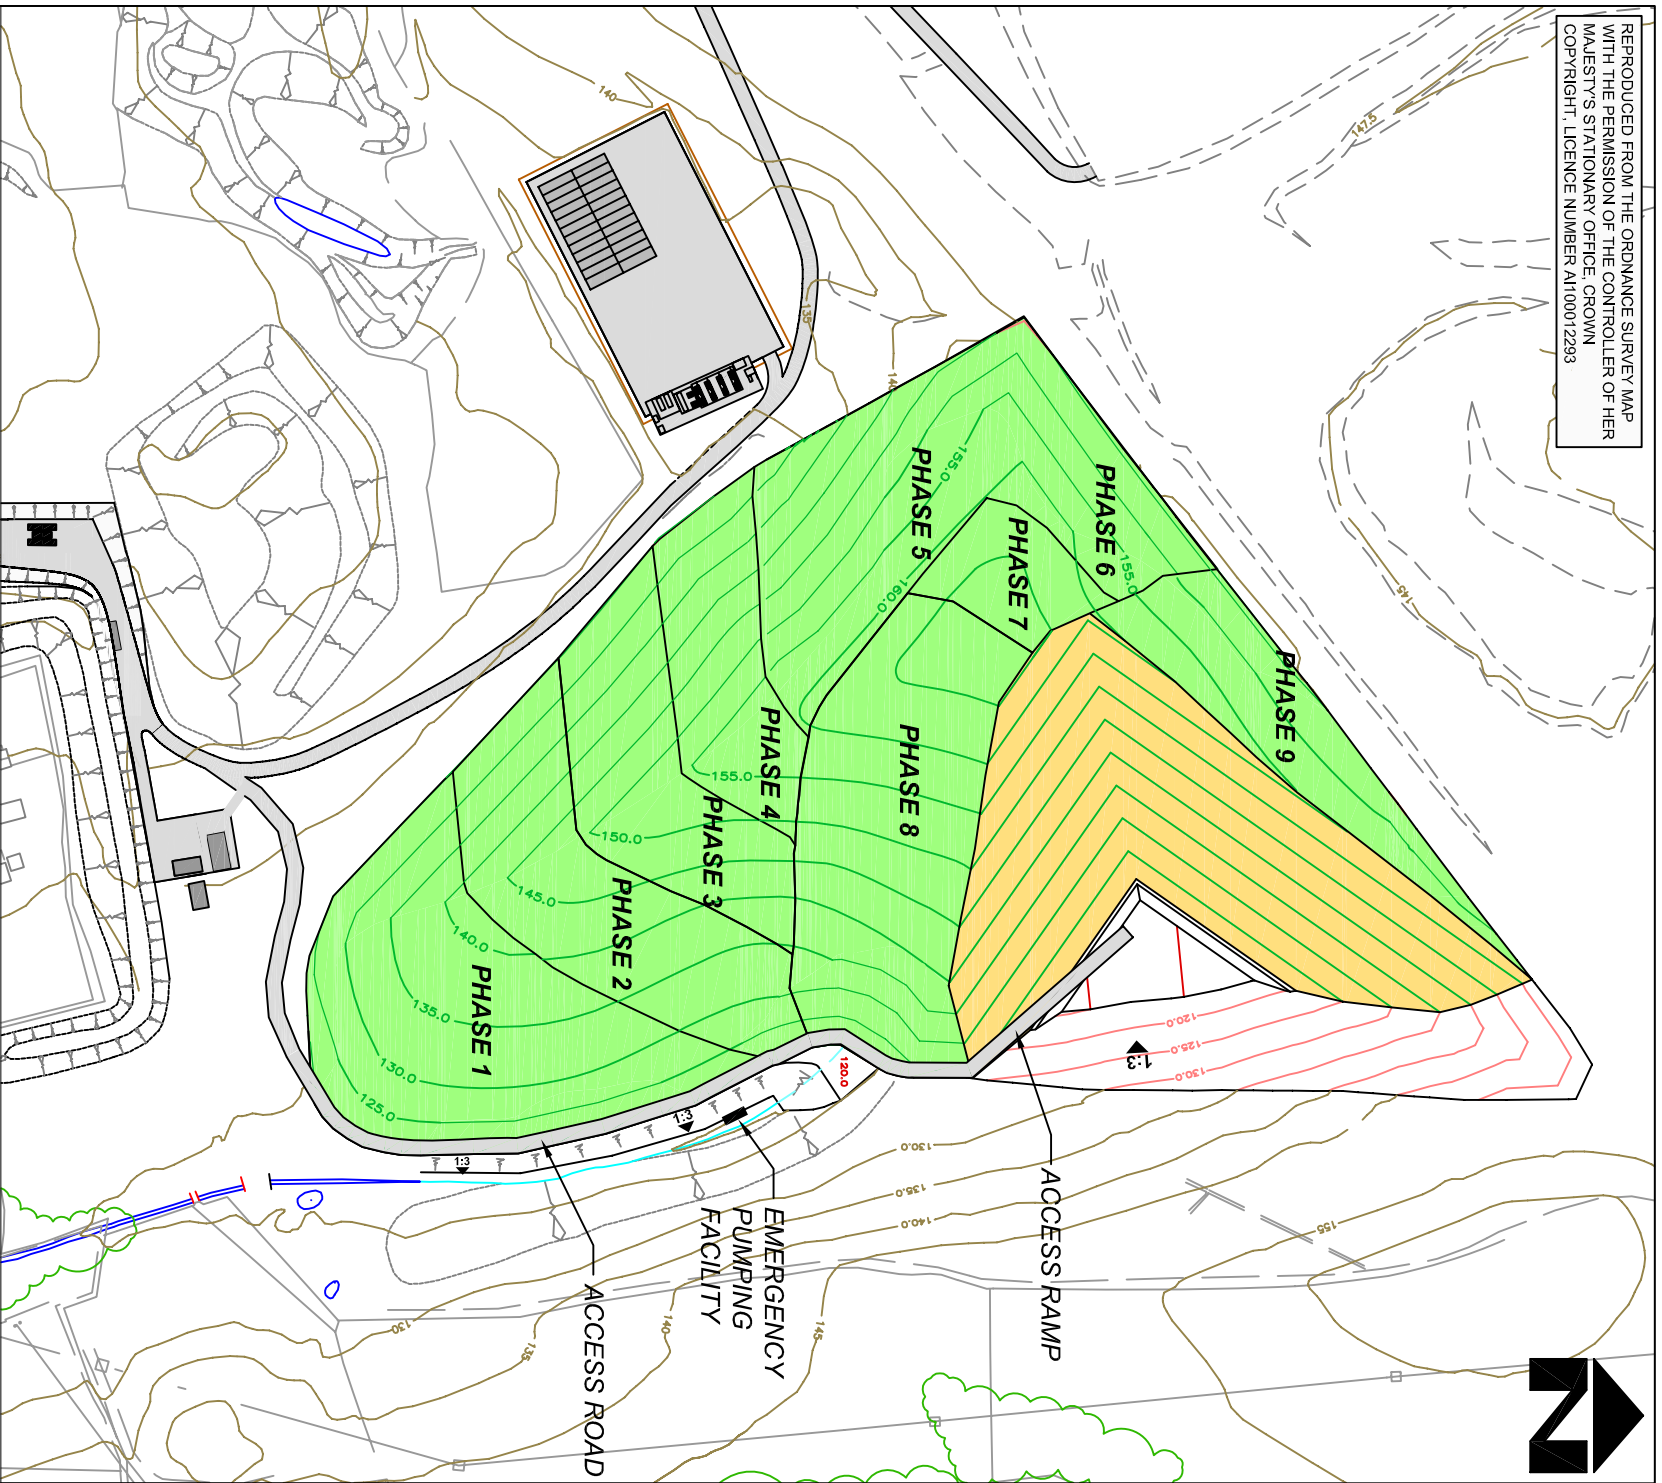 REPRODUCED FROM THE ORDNANCE SURVEY MAP
WITH THE PERMISSION OF THE CONTROLLER OF HER
MAJESTY'S STATIONARY OFFICE, CROWN
COPYRIGHT, LICENCE NUMBER A1100012293
147.5
145
140
135
140
PHASE 9
PHASE 6
155.0
PHASE 7
155.0
PHASE 5
160.0
PHASE 8
PHASE 4
155.0
PHASE 3
150.0
PHASE 2
145.0
140.0
PHASE 1
135.0
130.0
125.0
120.0
125.0
130.0
1:3
120.0
1:3
1:3
ACCESS RAMP
EMERGENCY
PUMPING
FACILITY
ACCESS ROAD
130.0
135.0
140.0
155
145
140
135
130
N